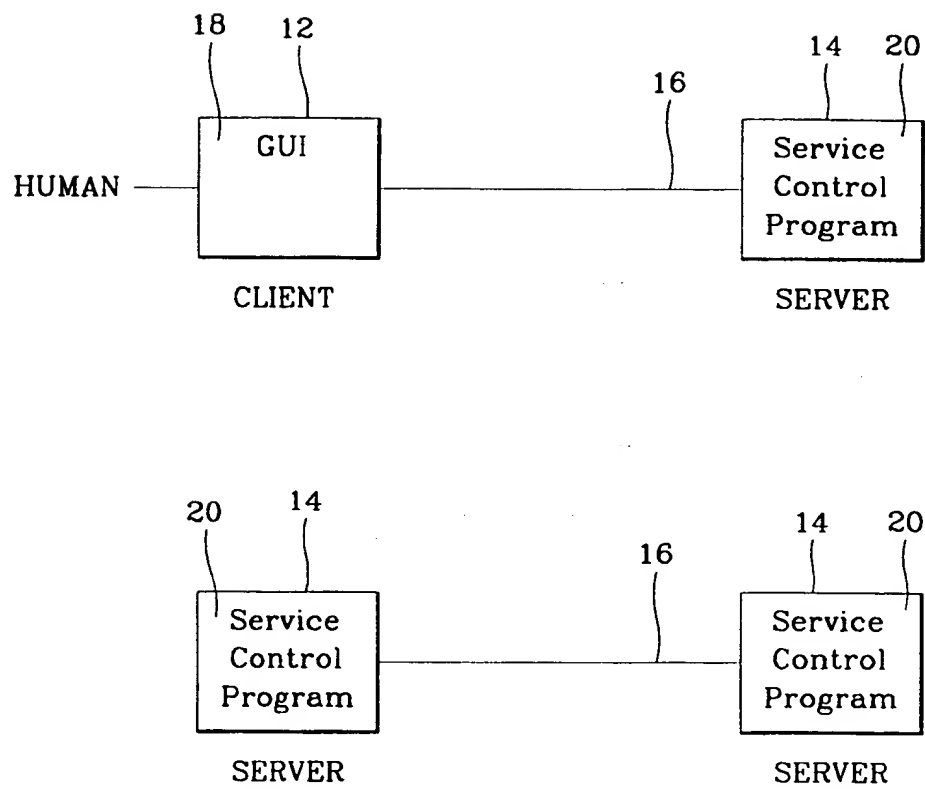 18 12 14 20
16
GUI
Service
Control
Program
HUMAN
CLIENT
SERVER
20 14 14 20
16
Service
Control
Program
Service
Control
Program
SERVER
SERVER